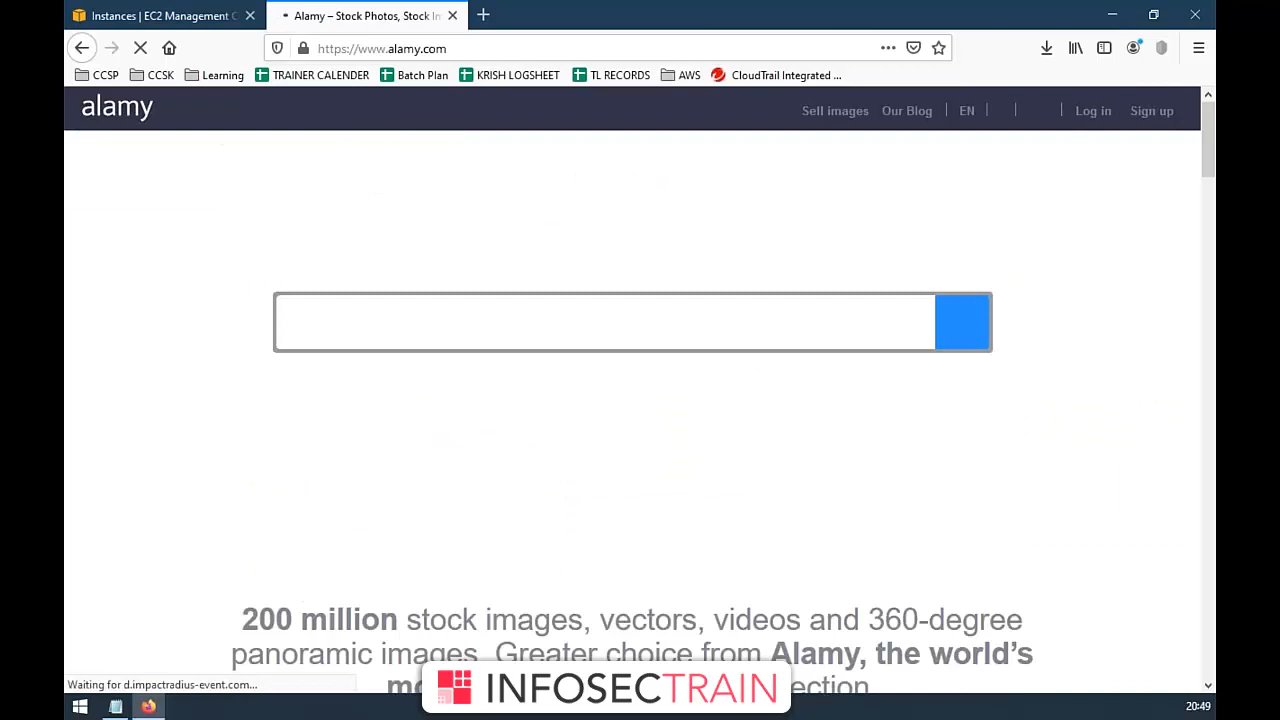 Instances | EC2 Management C
Alamy – Stock Photos, Stock Im
https://www.alamy.com
CCSP
CCSK
Learning
TRAINER CALENDER
Batch Plan
KRISH LOGSHEET
TL RECORDS
AWS
CloudTrail Integrated ...
alamy
Sell images
Our Blog
EN
Log in
Sign up
200 million stock images, vectors, videos and 360-degree
panoramic images. Greater choice from Alamy, the world's
Waiting for d.impactradius-event.com...
INFOSECTRAIN
20:49